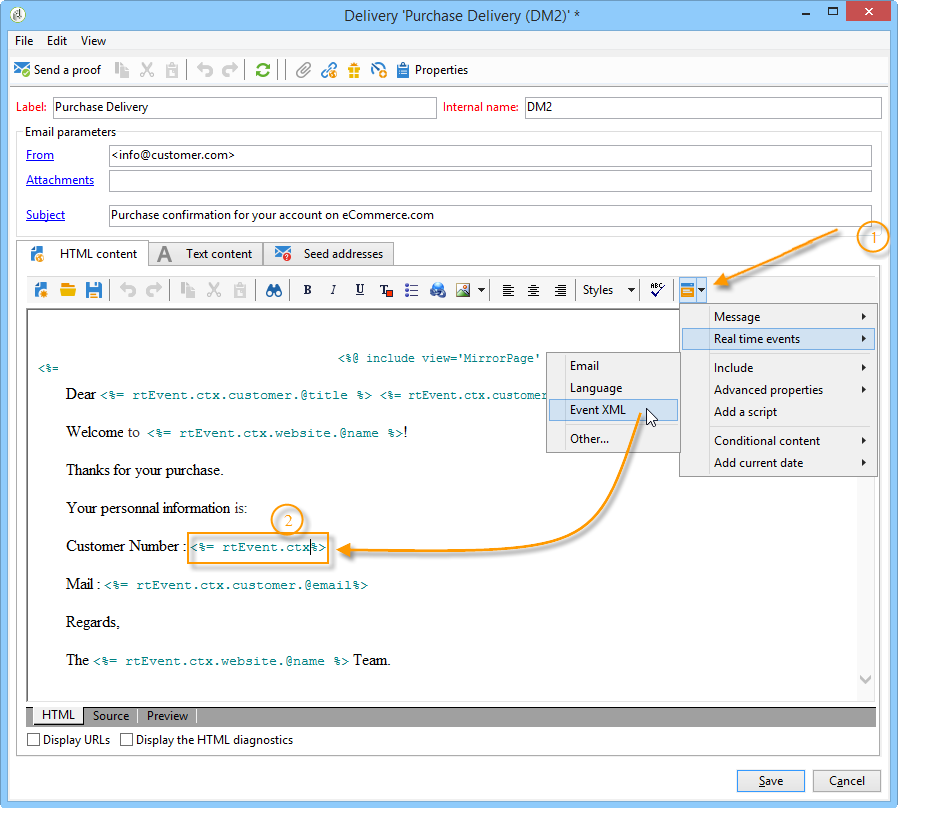 Delivery 'Purchase Delivery (DM2)' *
File Edit View
Send a proof Properties
Label: Purchase Delivery Internal name: DM2
Email parameters
From <info@customer.com>
Attachments
Subject Purchase confirmation for your account on eCommerce.com
1
HTML content Text content Seed addresses
B I U T Styles ABC
Message
Real time events
Include
Advanced properties
Add a script
Conditional content
Add current date
Email
Language
Event XML
Other...
<%@ include view='MirrorPage'
<%=
Dear <%= rtEvent.ctx.customer.@title %> <%= rtEvent.ctx.customer
Welcome to <%= rtEvent.ctx.website.@name %>!
Thanks for your purchase.
Your personnal information is:
2
Customer Number : <%= rtEvent.ctx%>
Mail : <%= rtEvent.ctx.customer.@email%>
Regards,
The <%= rtEvent.ctx.website.@name %> Team.
HTML Source Preview
Display URLs Display the HTML diagnostics
Save Cancel